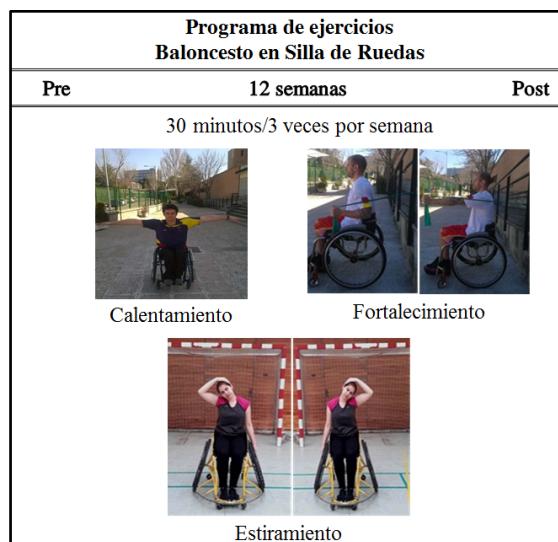 Programa de ejercicios
Baloncesto en Silla de Ruedas
Pre 12 semanas Post
30 minutos/3 veces por semana
Calentamiento Fortalecimiento
Estiramiento